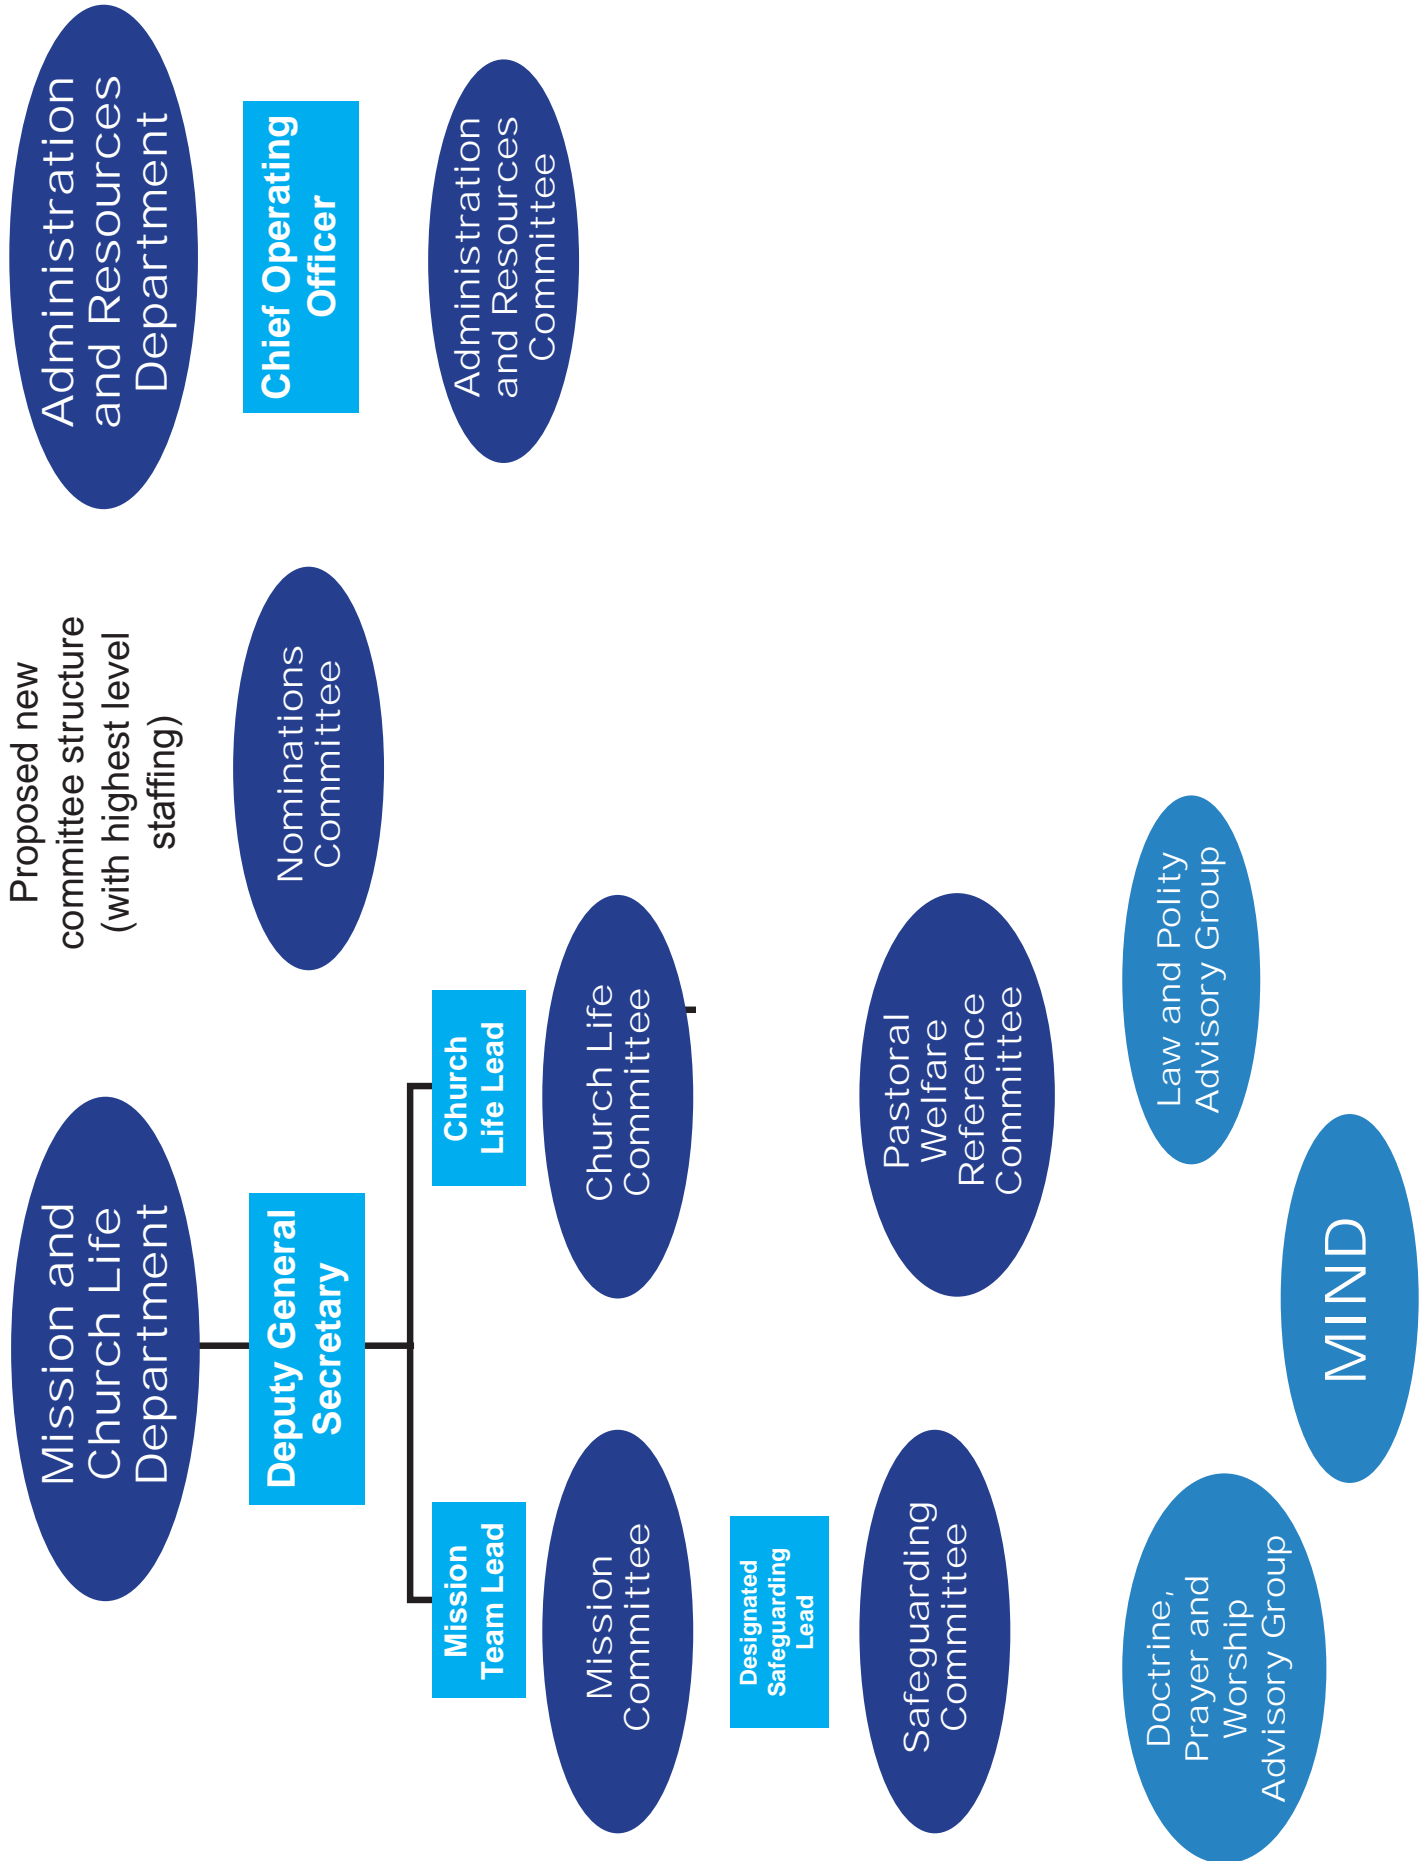 Mission and
Church Life
Department
Proposed new
committee structure
(with highest level
staffing)
Administration
and Resources
Department
Deputy General
Secretary
Nominations
Committee
Chief Operating
Officer
Mission
Team Lead
Church
Life Lead
Administration
and Resources
Committee
Mission
Committee
Church Life
Committee
Designated
Safeguarding
Lead
Safeguarding
Committee
Pastoral
Welfare
Reference
Committee
Doctrine,
Prayer and
Worship
Advisory Group
Law and Polity
Advisory Group
MIND